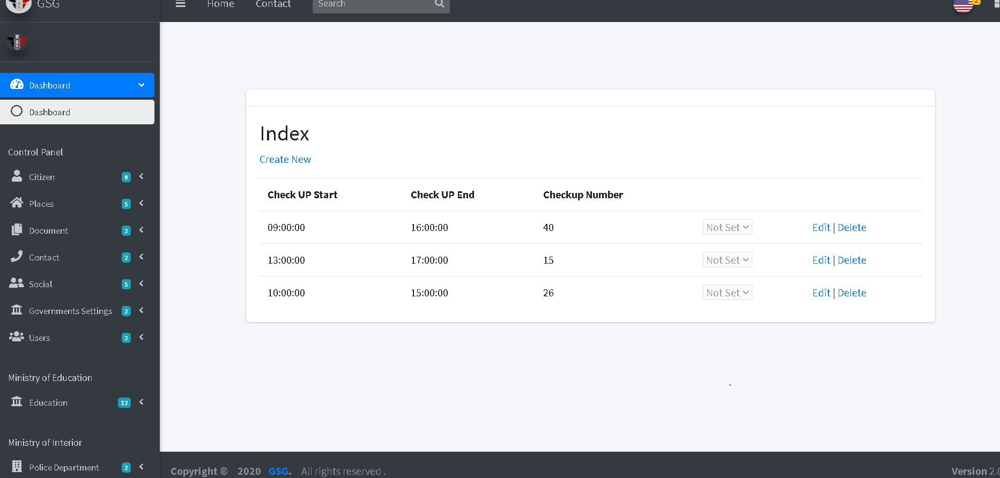 GSG
Home Contact Search
2
Dashboard
Dashboard
Control Panel
Citizen 8
Places 5
Document 2
Contact 2
Social 5
Governments Settings 2
Users 2
Ministry of Education
Education 12
Ministry of Interior
Police Department 2
Index
Create New
Check UP Start Check UP End Checkup Number
09:00:00 16:00:00 40 Not Set Edit | Delete
13:00:00 17:00:00 15 Not Set Edit | Delete
10:00:00 15:00:00 26 Not Set Edit | Delete
Copyright © 2020 GSG. All rights reserved .
Version 2.0